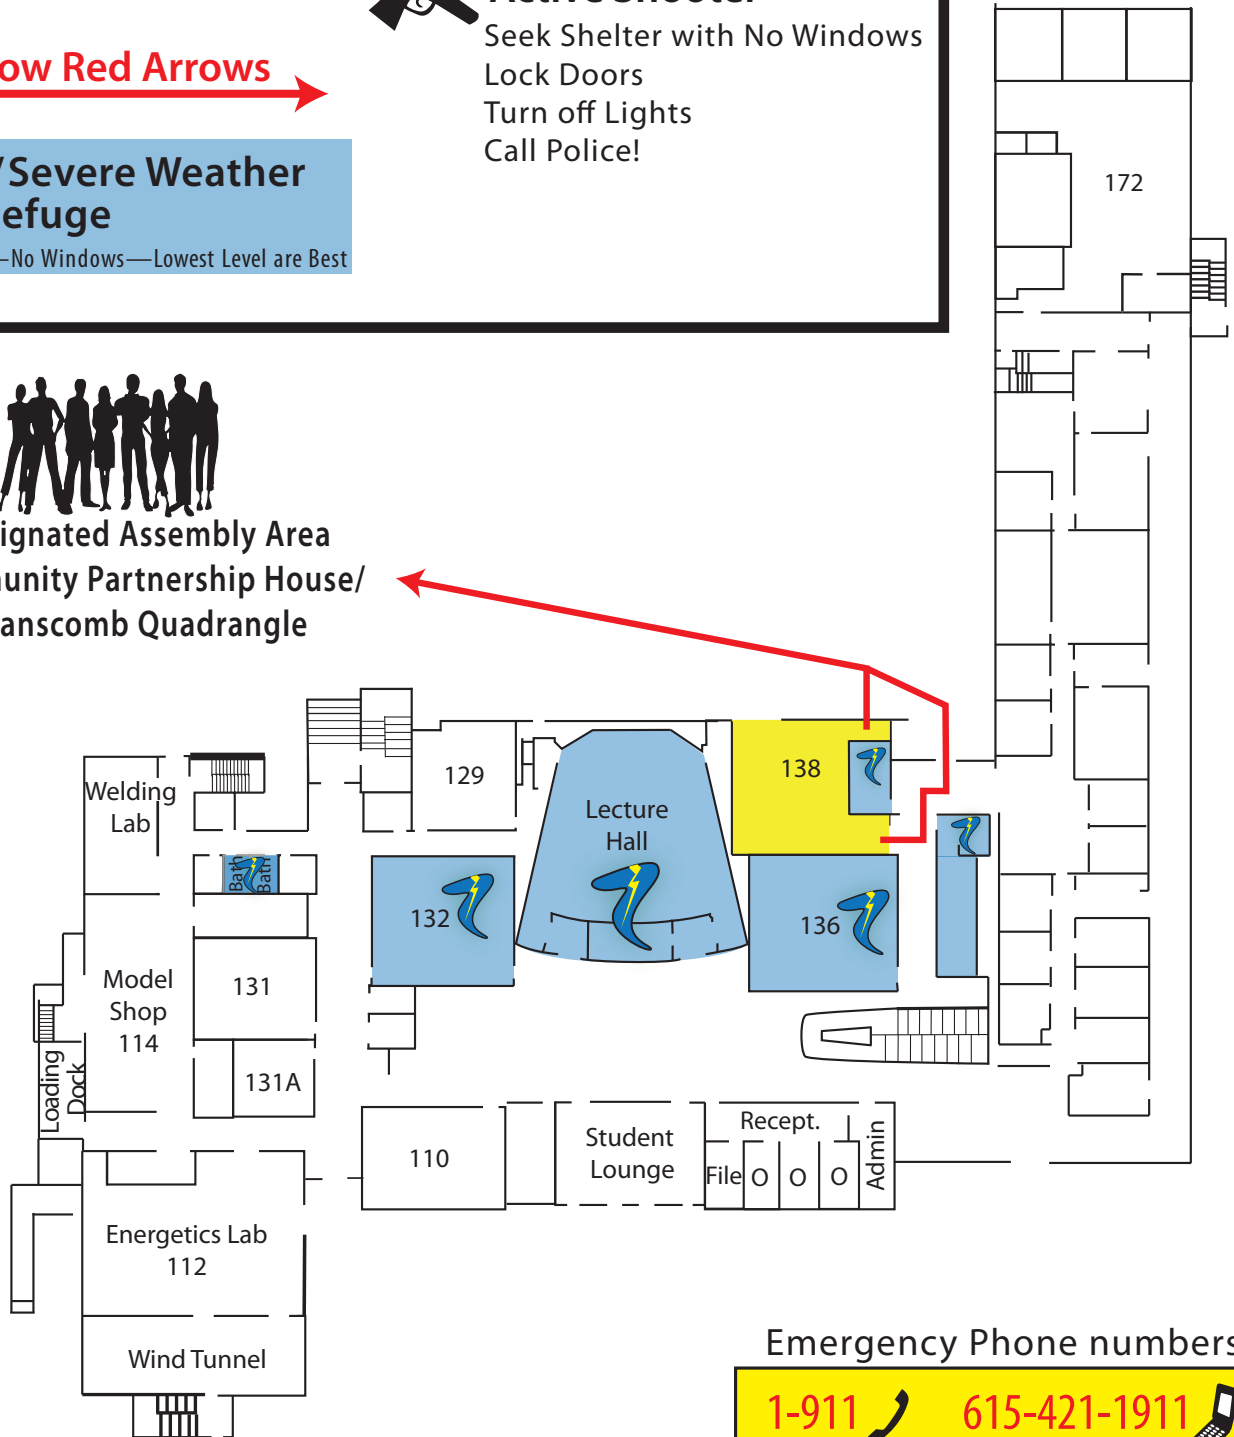 Active Shooter
Seek Shelter with No Windows
Lock Doors
Turn off Lights
Call Police!
ow Red Arrows
/Severe Weather
efuge
—No Windows—Lowest Level are Best
172
ignated Assembly Area
unity Partnership House/
anscomb Quadrangle
Welding
Lab
129
Lecture
Hall
138
Bath
Bath
132
136
Model
Shop
114
131
131A
Loading
Dock
110
Student
Lounge
Recept.
File
O
O
O
Admin
Energetics Lab
112
Wind Tunnel
Emergency Phone numbers
1-911
615-421-1911